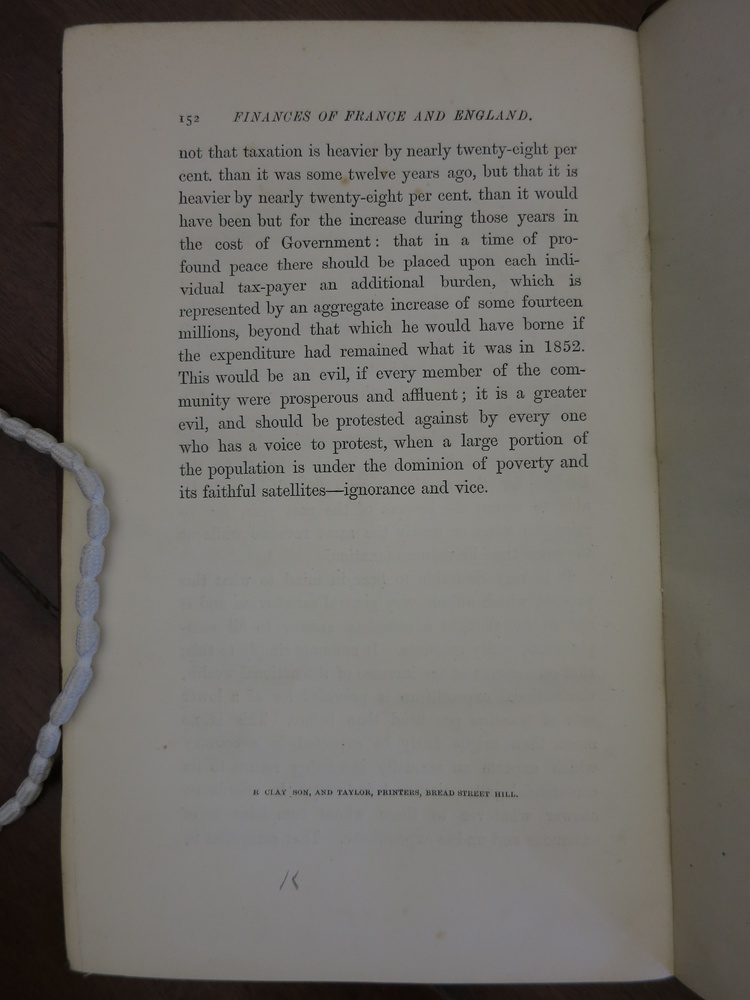 152 FINANCES OF FRANCE AND ENGLAND.
not that taxation is heavier by nearly twenty-eight per
cent. than it was some twelve years ago, but that it is
heavier by nearly twenty-eight per cent. than it would
have been but for the increase during those years in
the cost of Government: that in a time of pro-
found peace there should be placed upon each indi-
vidual tax-payer an additional burden, which is
represented by an aggregate increase of some fourteen
millions, beyond that which he would have borne if
the expenditure had remained what it was in 1852.
This would be an evil, if every member of the com-
munity were prosperous and affluent; it is a greater
evil, and should be protested against by every one
who has a voice to protest, when a large portion of
the population is under the dominion of poverty and
its faithful satellites—ignorance and vice.
R CLAY SON, AND TAYLOR, PRINTERS, BREAD STREET HILL.